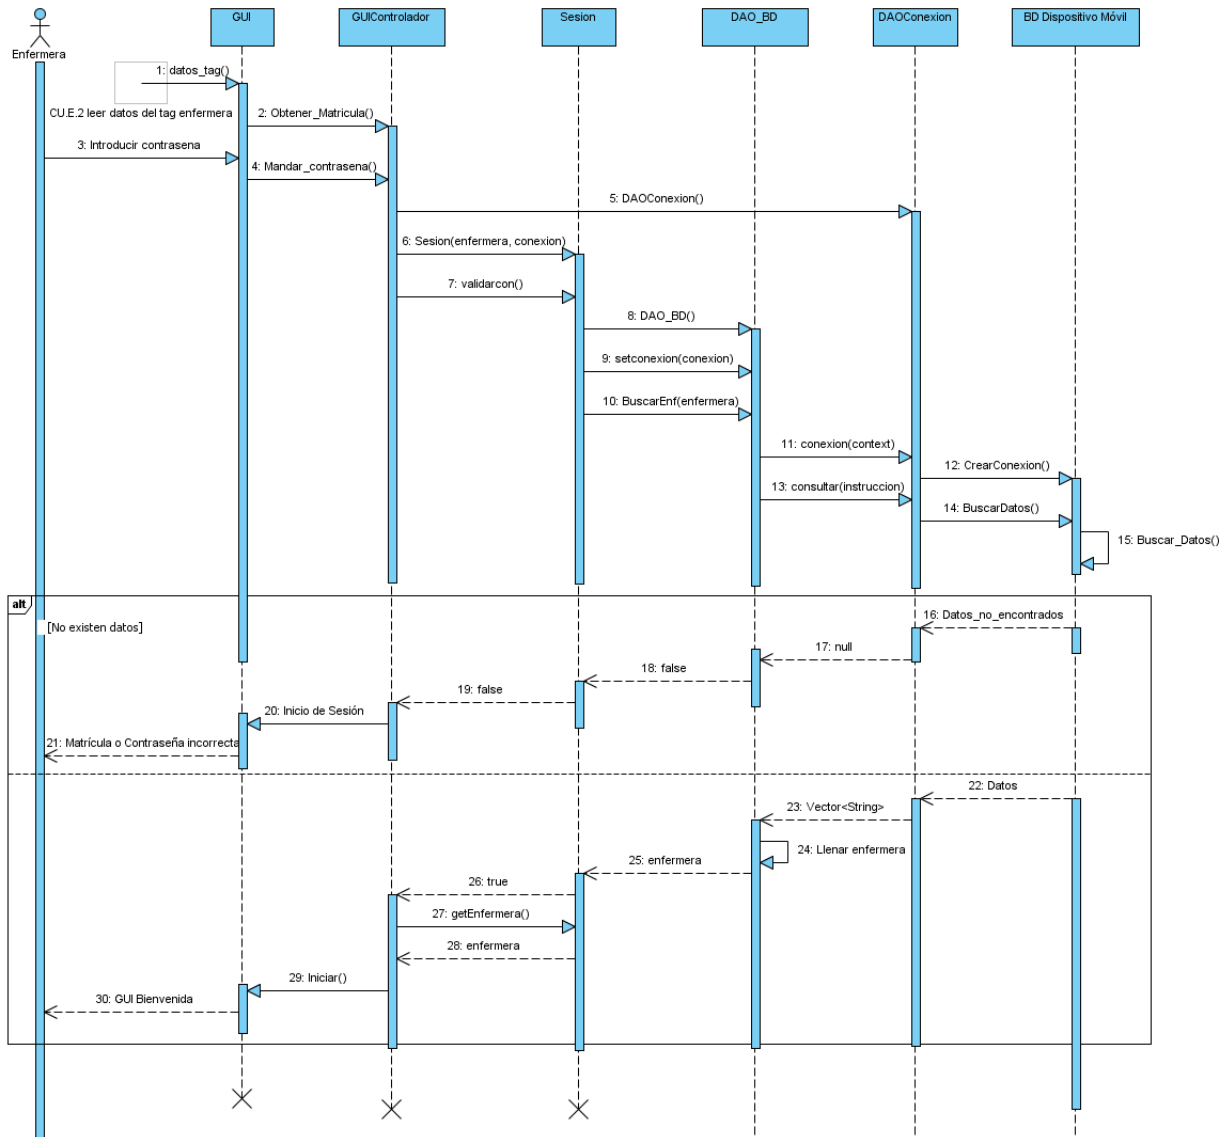 GUI
GUIControlador
Sesion
DAO_BD
DAOConexion
BD Dispositivo Móvil
Enfermera
1: datos_tag()
CU.E.2 leer datos del tag enfermera
2: Obtener_Matricula()
3: Introducir contrasena
4: Mandar_contrasena()
5: DAOConexion()
6: Sesion(enfermera, conexion)
7: validarcon()
8: DAO_BD()
9: setconexion(conexion)
10: BuscarEnf(enfermera)
11: conexion(context)
12: CrearConexion()
13: consultar(instruccion)
14: BuscarDatos()
15: Buscar_Datos()
alt
[No existen datos]
16: Datos_no_encontrados
17: null
18: false
19: false
20: Inicio de Sesión
21: Matrícula o Contraseña incorrecta
22: Datos
23: Vector<String>
24: Llenar enfermera
25: enfermera
26: true
27: getEnfermera()
28: enfermera
29: Iniciar()
30: GUI Bienvenida